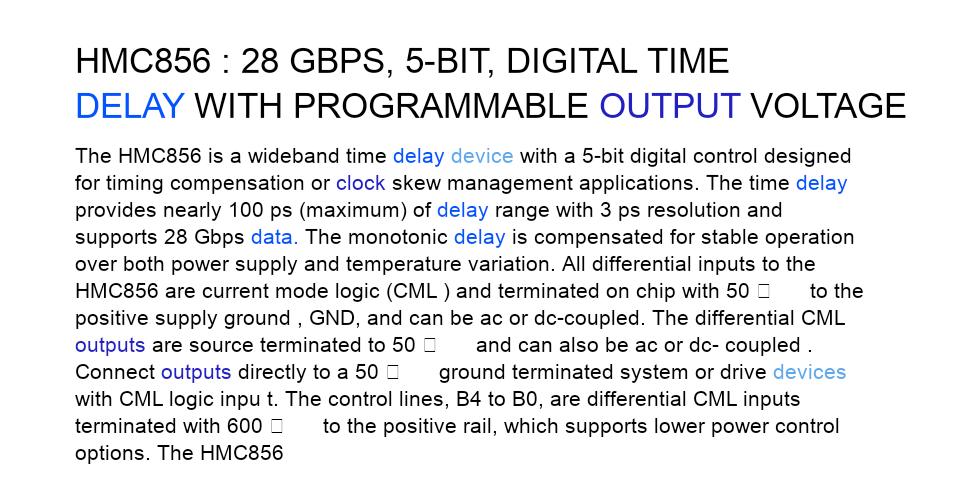 HMC856 : 28 GBPS, 5-BIT, DIGITAL TIME
DELAY WITH PROGRAMMABLE OUTPUT VOLTAGE
The HMC856 is a wideband time delay device with a 5-bit digital control designed
for timing compensation or clock skew management applications. The time delay
provides nearly 100 ps (maximum) of delay range with 3 ps resolution and
supports 28 Gbps data. The monotonic delay is compensated for stable operation
over both power supply and temperature variation. All differential inputs to the
HMC856 are current mode logic (CML ) and terminated on chip with 50 □ to the
positive supply ground , GND, and can be ac or dc-coupled. The differential CML
outputs are source terminated to 50 □ and can also be ac or dc- coupled .
Connect outputs directly to a 50 □ ground terminated system or drive devices
with CML logic inpu t. The control lines, B4 to B0, are differential CML inputs
terminated with 600 □ to the positive rail, which supports lower power control
options. The HMC856